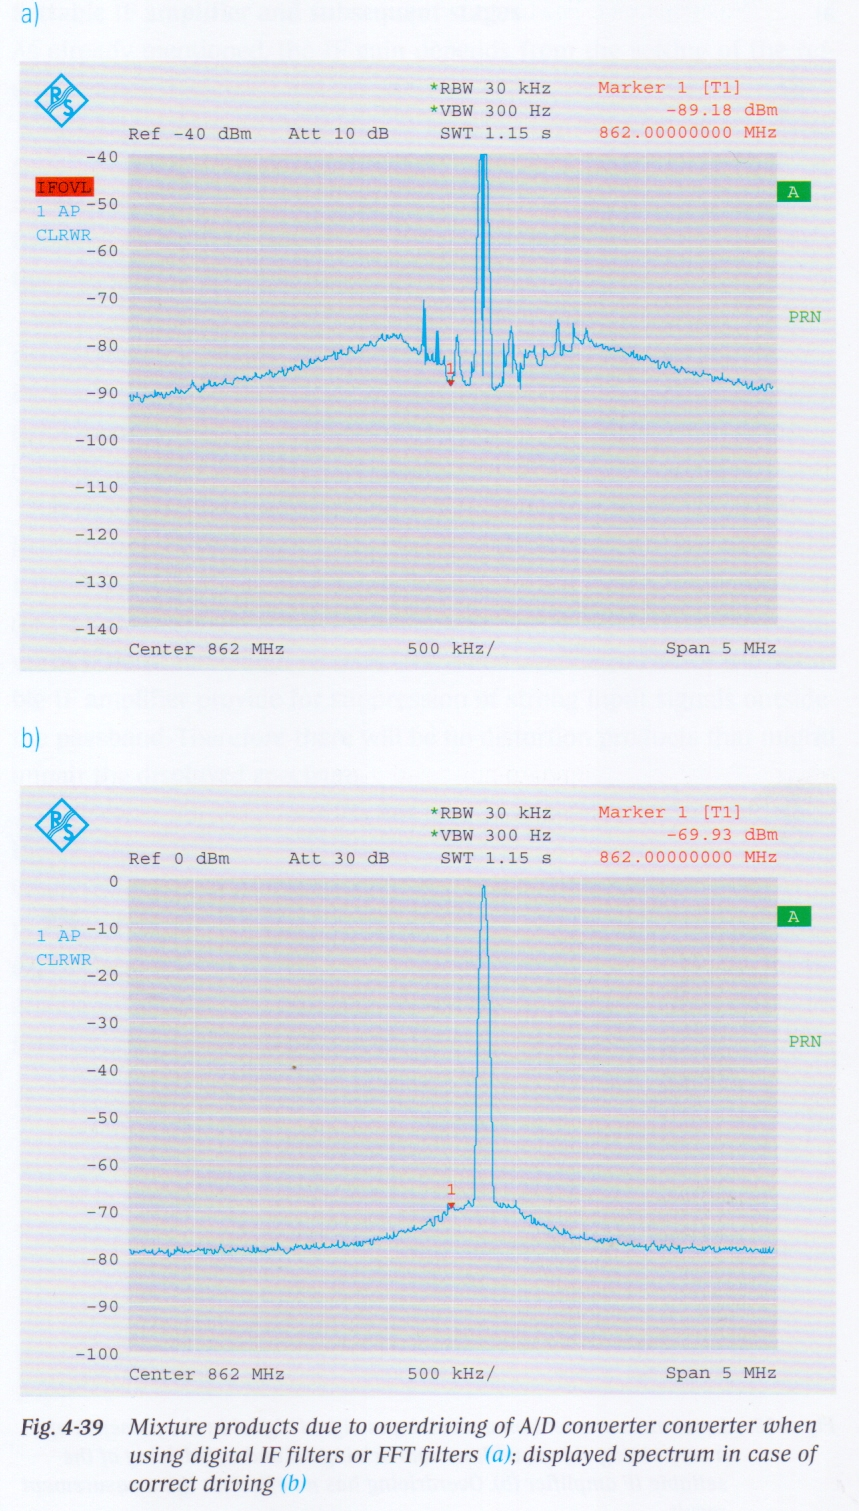 a)
R
S
*RBW 30 kHz Marker 1 [T1]
*VBW 300 Hz -89.18 dBm
Ref -40 dBm Att 10 dB SWT 1.15 s 862.00000000 MHz
-40
IFOVL
A
-50
1 AP
CLRWR
-60
-70
PRN
-80
1
-90
-100
-110
-120
-130
-140
Center 862 MHz 500 kHz/ Span 5 MHz
b)
R
S
*RBW 30 kHz Marker 1 [T1]
*VBW 300 Hz -69.93 dBm
Ref 0 dBm Att 30 dB SWT 1.15 s 862.00000000 MHz
0
A
-10
1 AP
CLRWR
-20
-30
PRN
-40
-50
-60
1
-70
-80
-90
-100
Center 862 MHz 500 kHz/ Span 5 MHz
Fig. 4-39 Mixture products due to overdriving of A/D converter converter when
using digital IF filters or FFT filters (a); displayed spectrum in case of
correct driving (b)